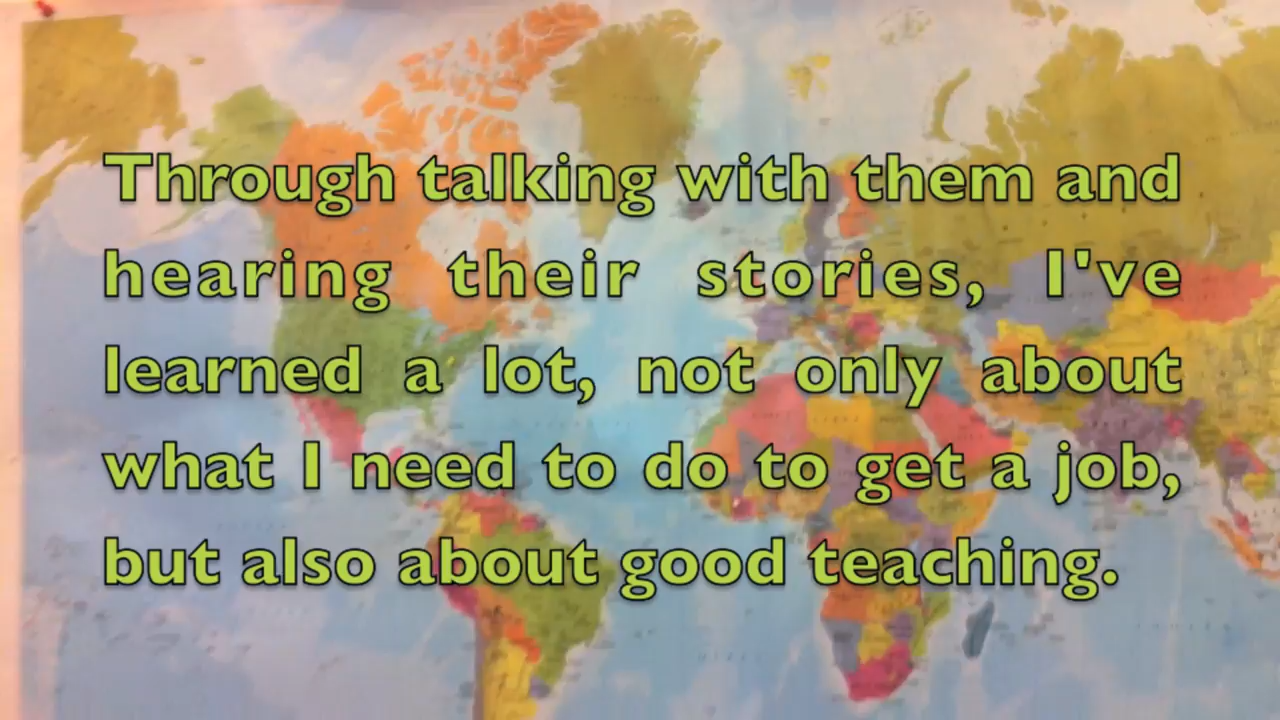 Through talking with them and
hearing their stories, I've
learned a lot, not only about
what I need to do to get a job,
but also about good teaching.